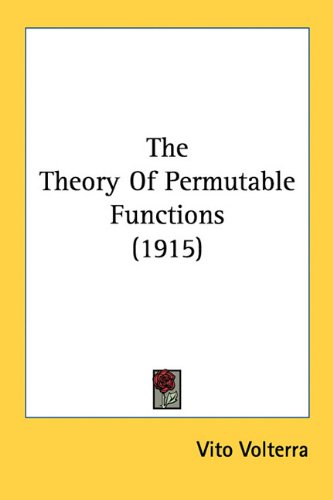 The
Theory Of Permutable
Functions
(1915)
Vito Volterra